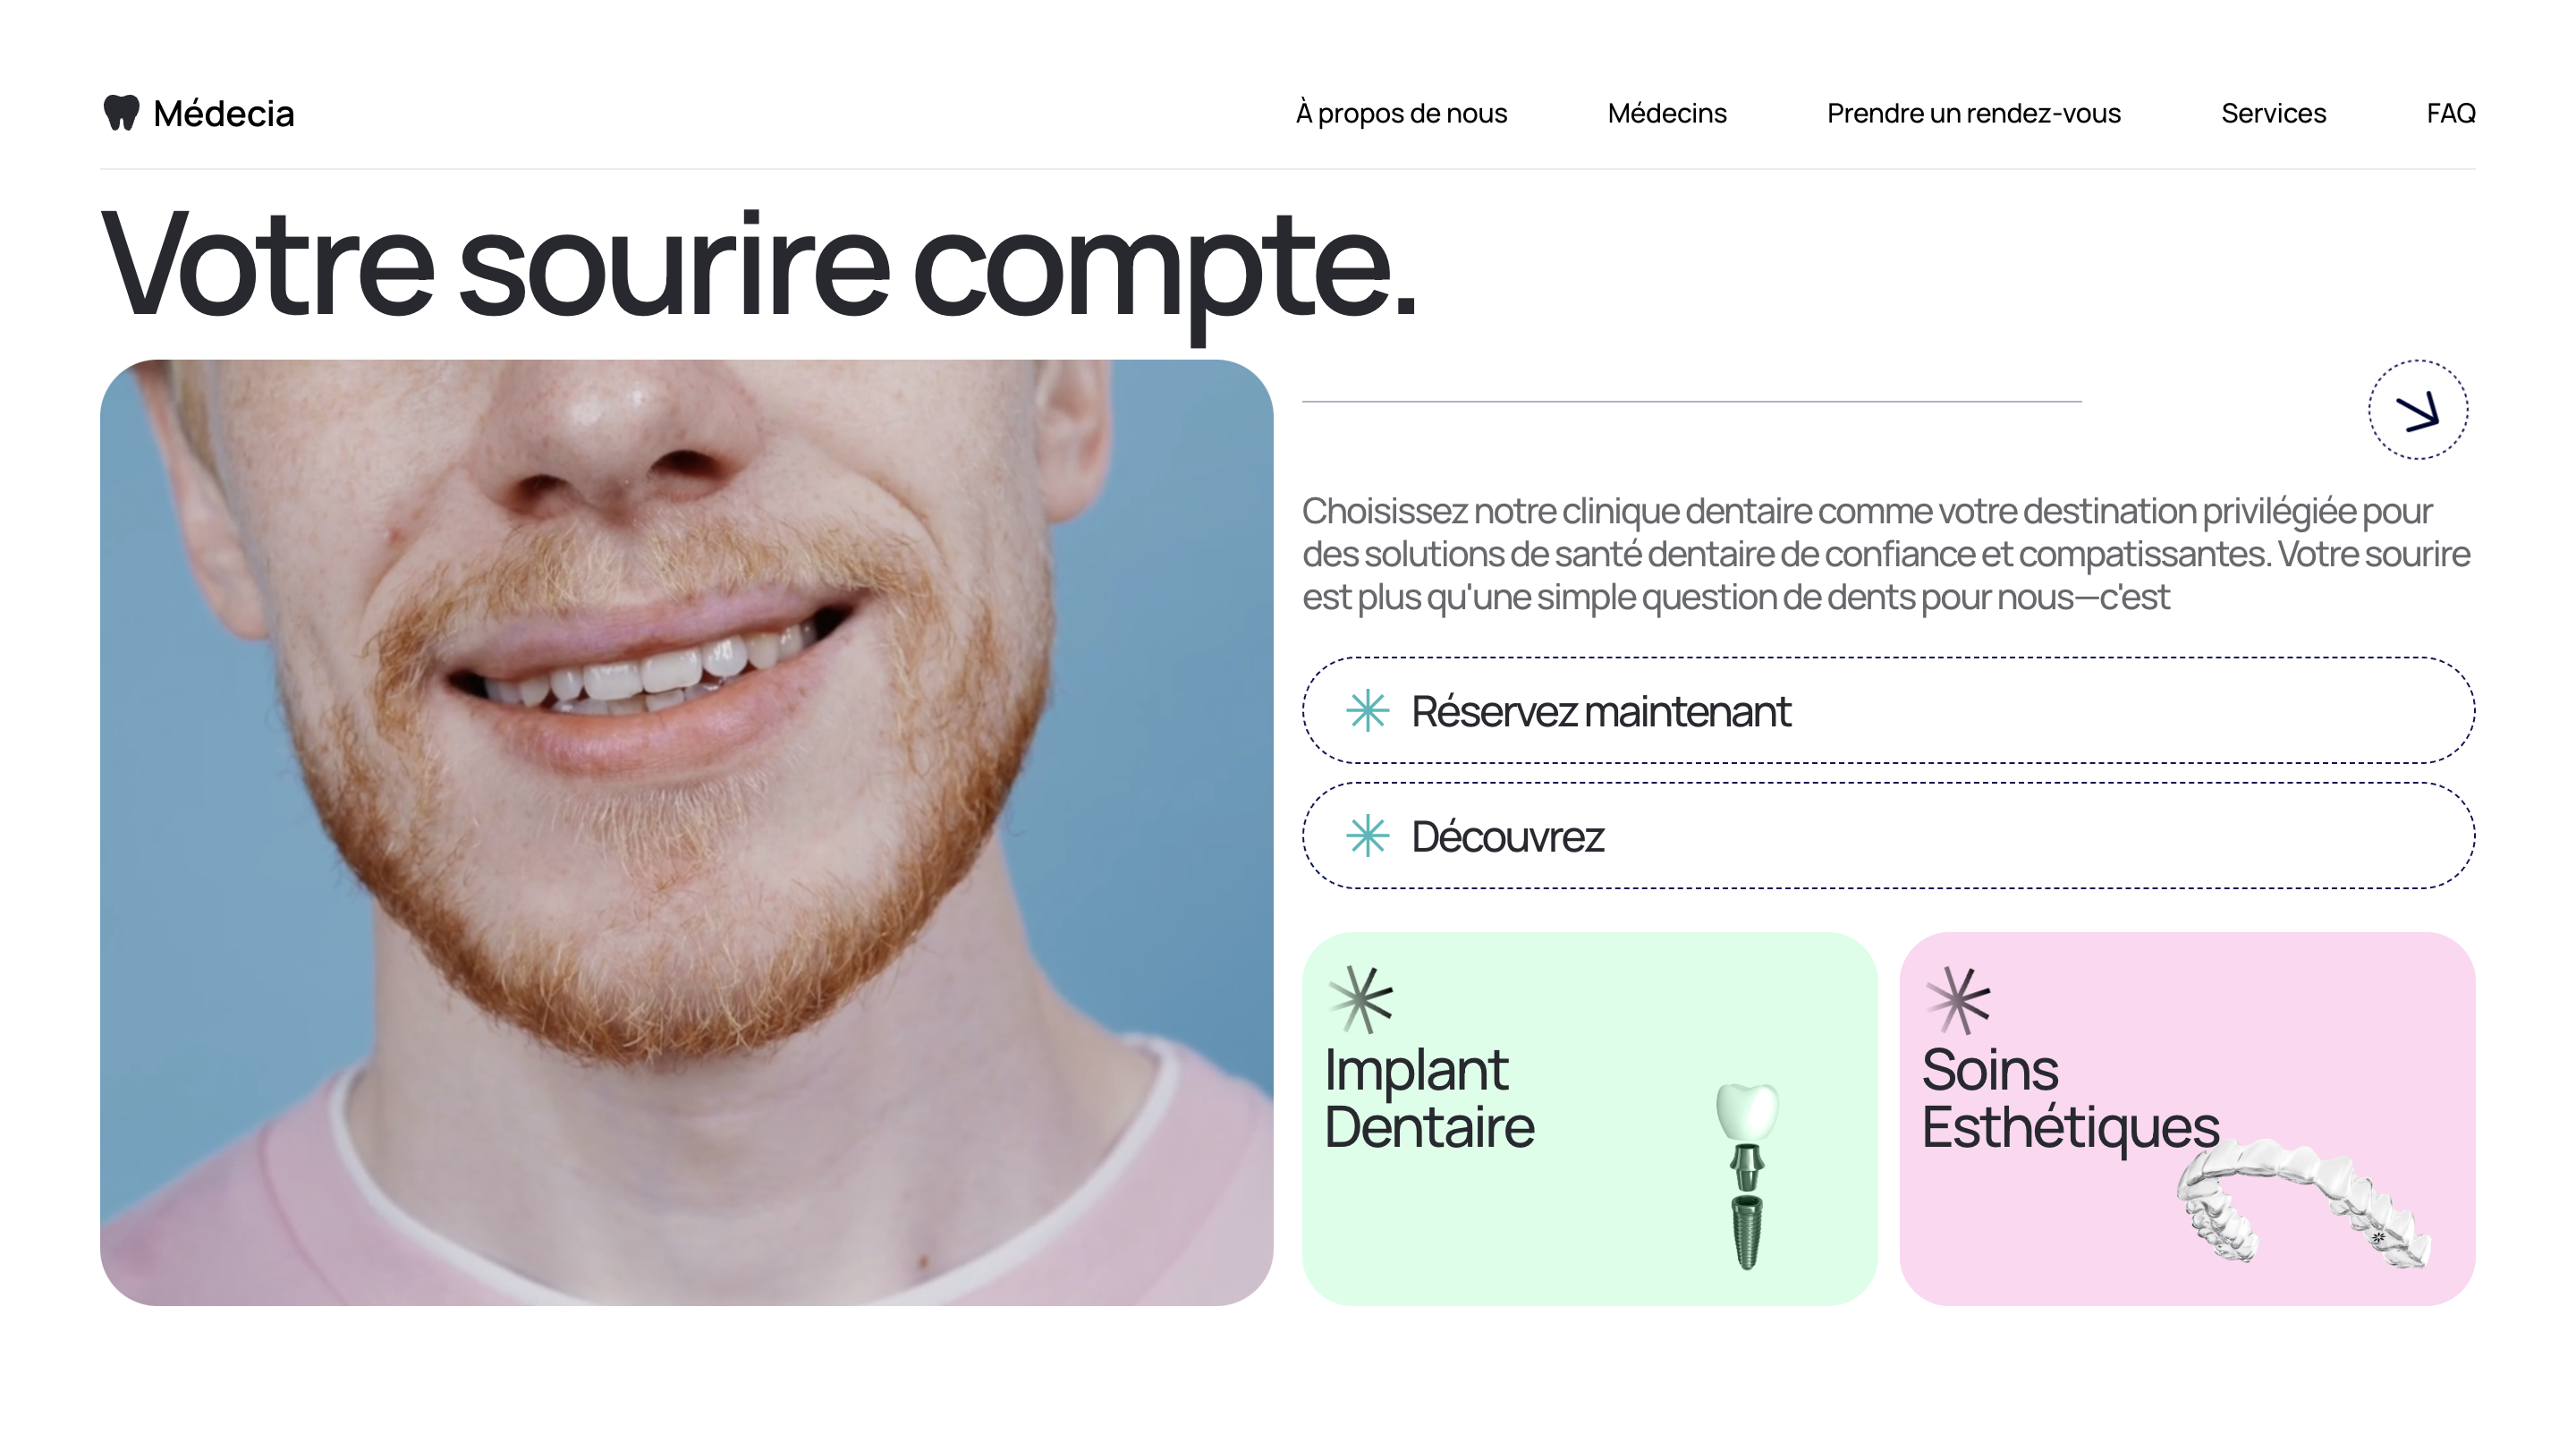 Médecia
À propos de nous
Médecins
Prendre un rendez-vous
Services
FAQ
Votre sourire compte.
Choisissez notre clinique dentaire comme votre destination privilégiée pour
des solutions de santé dentaire de confiance et compatissantes. Votre sourire
est plus qu'une simple question de dents pour nous—c'est
Réservez maintenant
Découvrez
Implant
Dentaire
Soins
Esthétiques